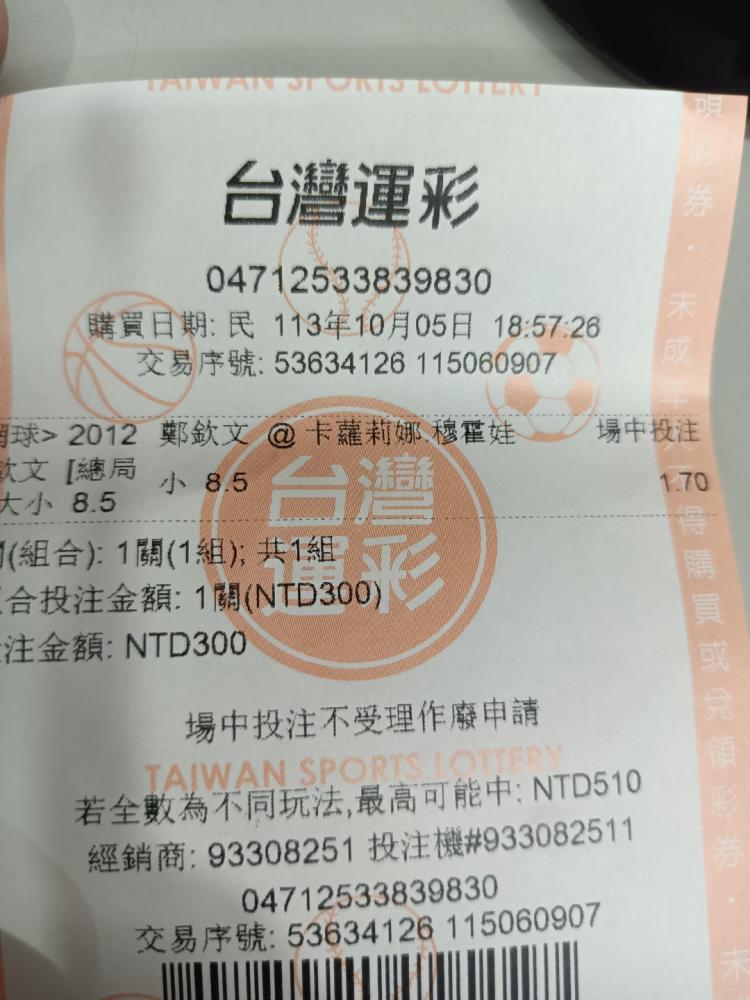 TAIWAN SPORTS LOTTERY
台灣運彩
04712533839830
購買日期: 民 113年10月05日 18:57:26
交易序號: 53634126 115060907
球> 2012 鄭欽文 @ 卡蘿莉娜.穆霍娃 場中投注
欽文 [總局
大小 8.5
小 8.5
1.70
(組合): 1關(1組); 共1組
合投注金額: 1關(NTD300)
注金額: NTD300
台灣
運彩
場中投注不受理作廢申請
TAIWAN SPORTS LOTTERY
若全數為不同玩法,最高可能中: NTD510
經銷商: 93308251 投注機#933082511
04712533839830
交易序號: 53634126 115060907
領彩券・未成年人不得購買或兌領彩券・未